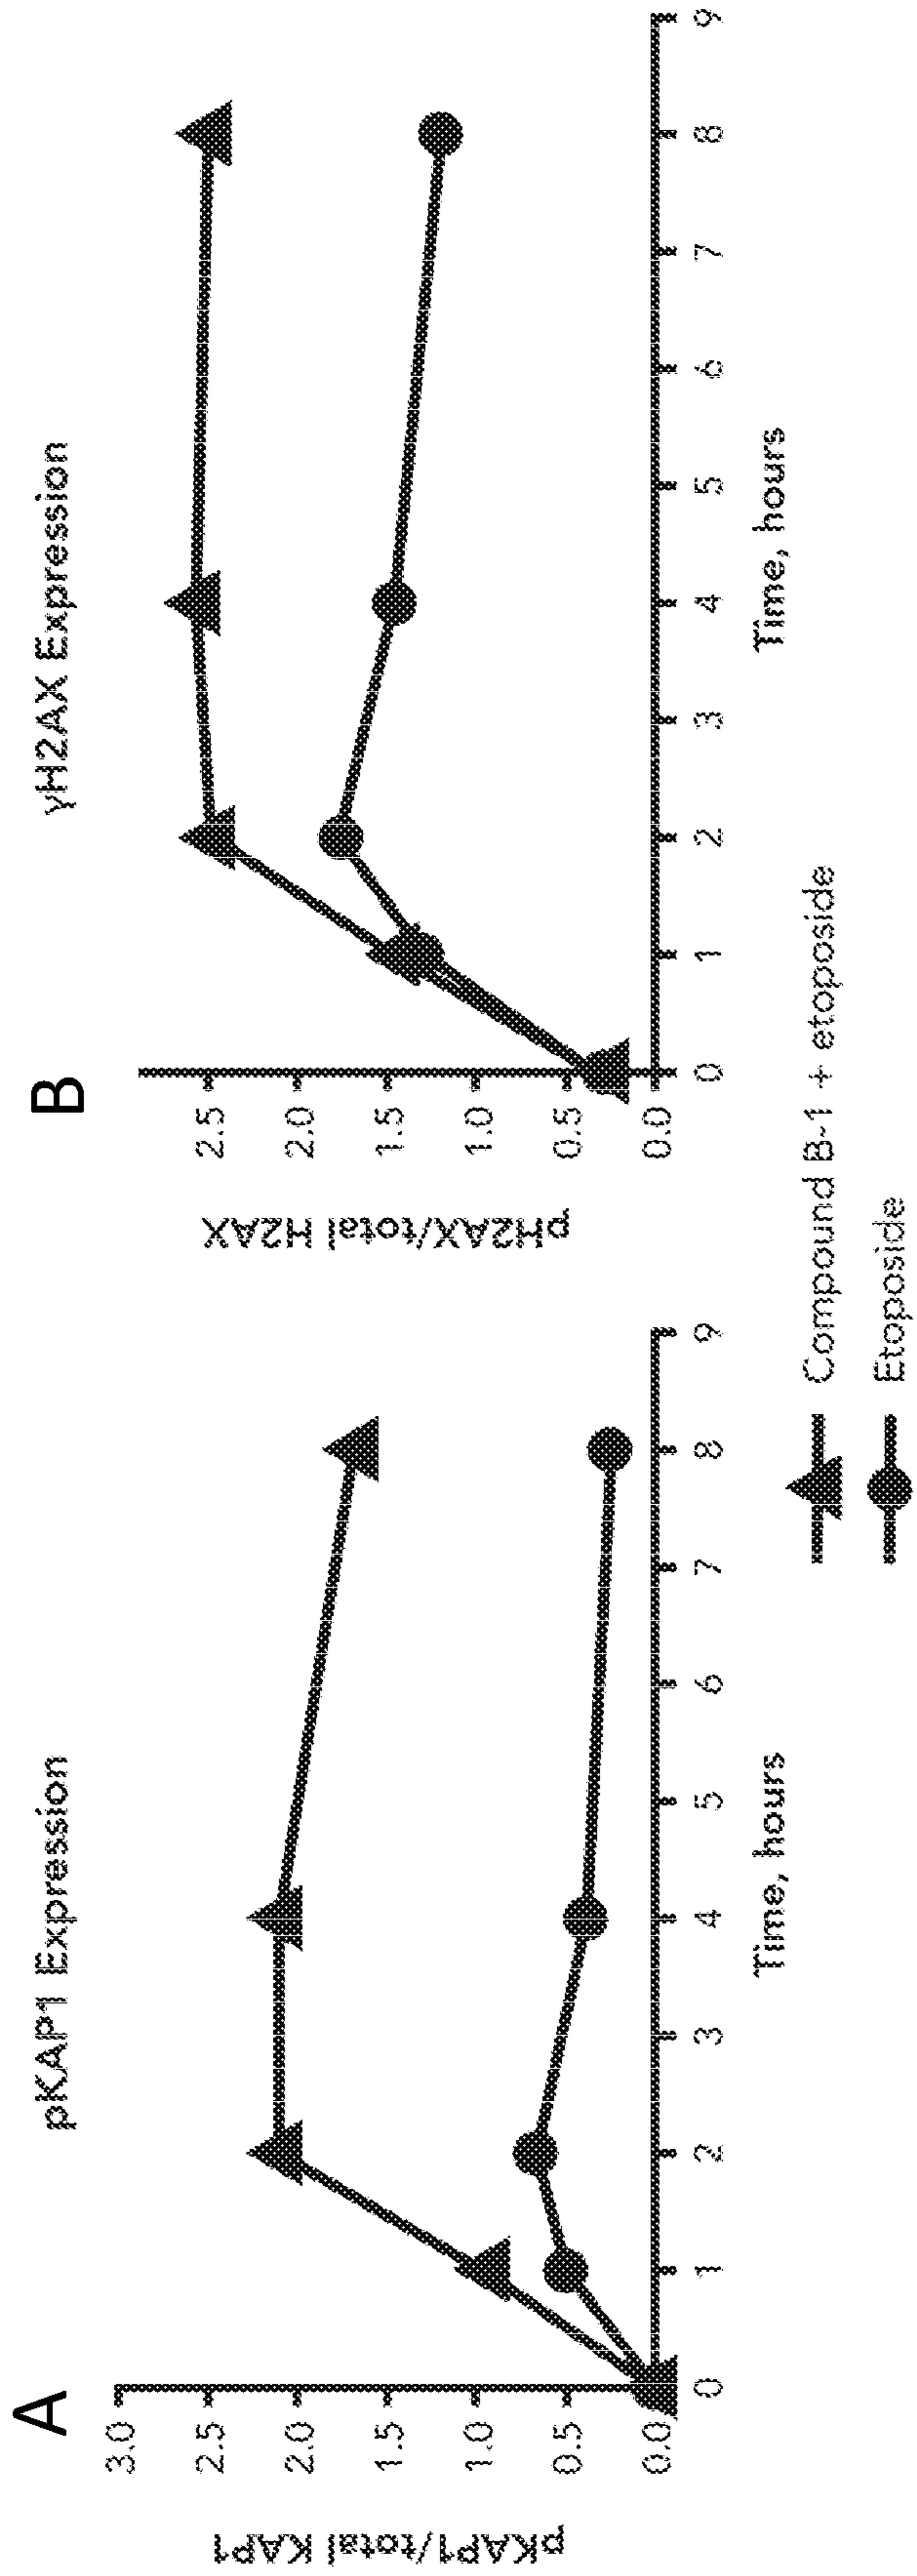 A
pKAP1 Expression
pKAP1/total KAP1
3.0
2.5
2.0
1.5
1.0
0.5
0.0
0 1 2 3 4 5 6 7 8 9
Time, hours
B
γH2AX Expression
pH2AX/total H2AX
2.5
2.0
1.5
1.0
0.5
0.0
0 1 2 3 4 5 6 7 8 9
Time, hours
Compound B-1 + etoposide
Etoposide